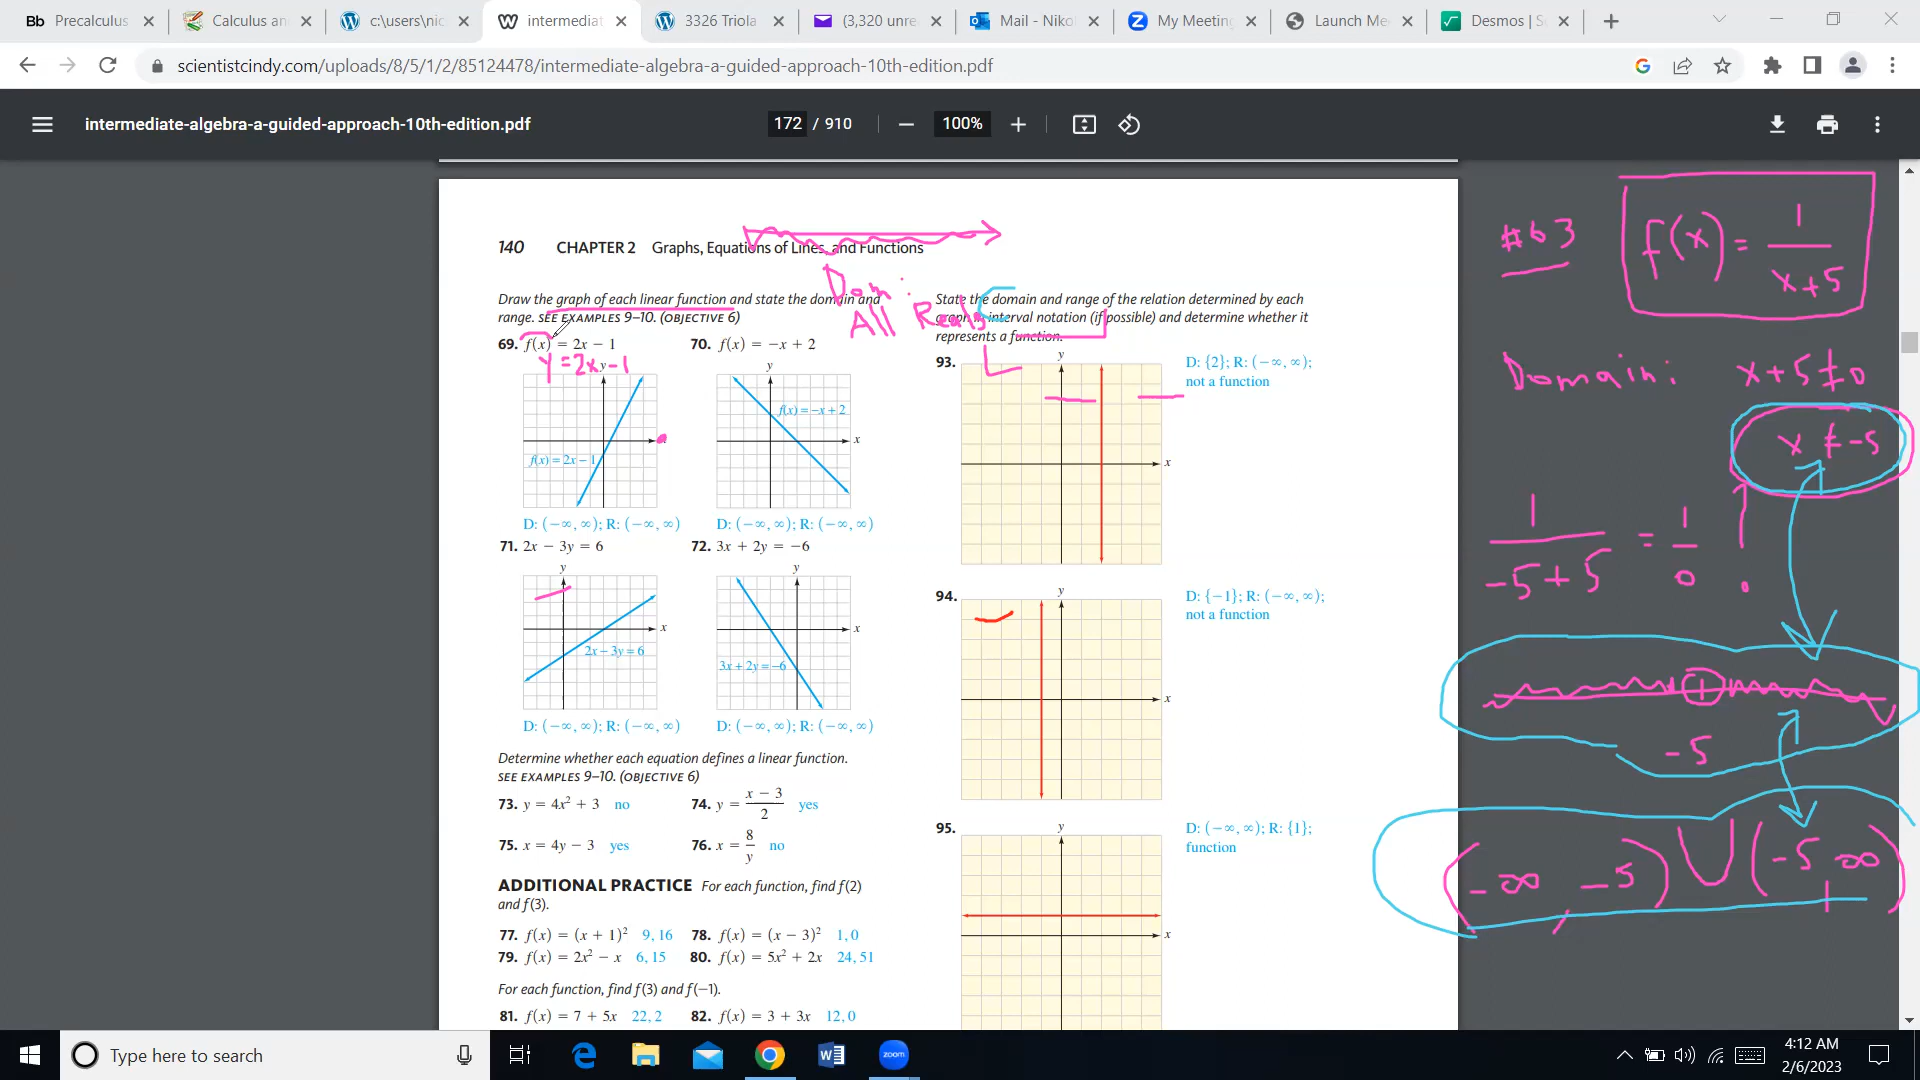 Precalculus
Calculus an
c:\users\nic
intermediat
3326 Triola
(3,320 unre
Mail - Niko
My Meeting
Launch Me
Desmos | S
scientistcindy.com/uploads/8/5/1/2/85124478/intermediate-algebra-a-guided-approach-10th-edition.pdf
intermediate-algebra-a-guided-approach-10th-edition.pdf
172 / 910
100%
140 CHAPTER 2 Graphs, Equations of Lines, and Functions
Draw the graph of each linear function and state the domain and
range. SEE EXAMPLES 9–10. (OBJECTIVE 6)
69. f(x) = 2x − 1
y = 2x - 1
y
x
f(x) = 2x − 1
D: (−∞, ∞); R: (−∞, ∞)
70. f(x) = −x + 2
y
f(x) = −x + 2
x
D: (−∞, ∞); R: (−∞, ∞)
71. 2x − 3y = 6
y
x
2x − 3y = 6
D: (−∞, ∞); R: (−∞, ∞)
72. 3x + 2y = −6
y
x
3x + 2y = −6
D: (−∞, ∞); R: (−∞, ∞)
Determine whether each equation defines a linear function.
SEE EXAMPLES 9–10. (OBJECTIVE 6)
73. y = 4x² + 3 no
74. y = (x − 3)/2 yes
75. x = 4y − 3 yes
76. x = 8/y no
ADDITIONAL PRACTICE For each function, find f(2)
and f(3).
77. f(x) = (x + 1)² 9, 16
78. f(x) = (x − 3)² 1, 0
79. f(x) = 2x² − x 6, 15
80. f(x) = 5x² + 2x 24, 51
For each function, find f(3) and f(−1).
81. f(x) = 7 + 5x 22, 2
82. f(x) = 3 + 3x 12, 0
Dom:
All Reals
State the domain and range of the relation determined by each
graph in interval notation (if possible) and determine whether it
represents a function.
93.
y
x
D: {2}; R: (−∞, ∞);
not a function
94.
y
x
D: {−1}; R: (−∞, ∞);
not a function
95.
y
x
D: (−∞, ∞); R: {1};
function
#63
f(x) = 1/(x+5)
Domain: x+5≠0
x ≠ -5
1/(-5+5) = 1/0
-5
(-∞, -5) U (-5, ∞)
Type here to search
zoom
4:12 AM
2/6/2023